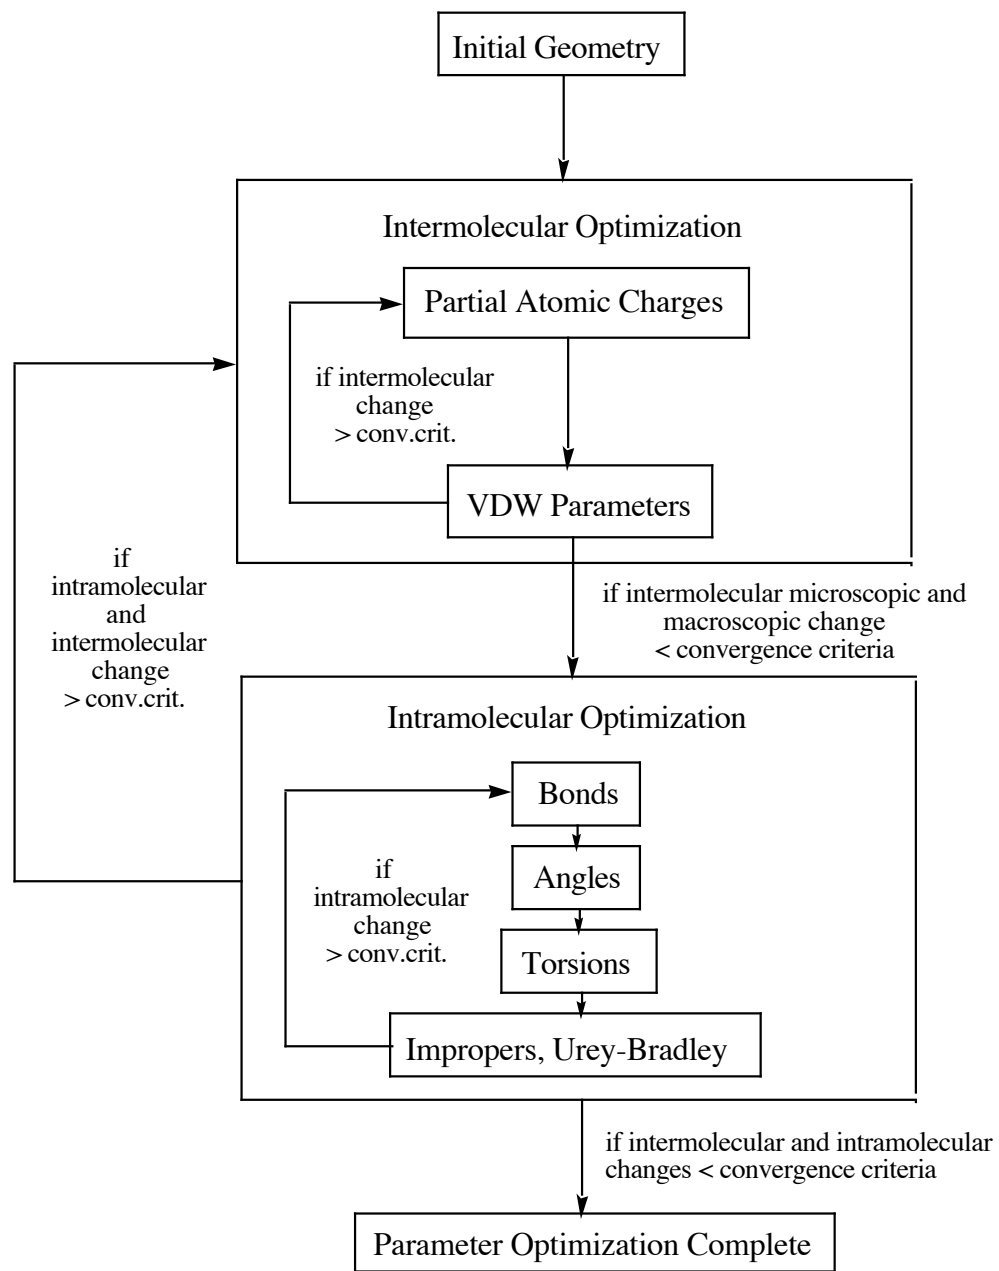 Initial Geometry
Intermolecular Optimization
Partial Atomic Charges
if intermolecular
change
> conv.crit.
VDW Parameters
if
intramolecular
and
intermolecular
change
> conv.crit.
if intermolecular microscopic and
macroscopic change
< convergence criteria
Intramolecular Optimization
Bonds
Angles
if
intramolecular
change
> conv.crit.
Torsions
Impropers, Urey-Bradley
if intermolecular and intramolecular
changes < convergence criteria
Parameter Optimization Complete